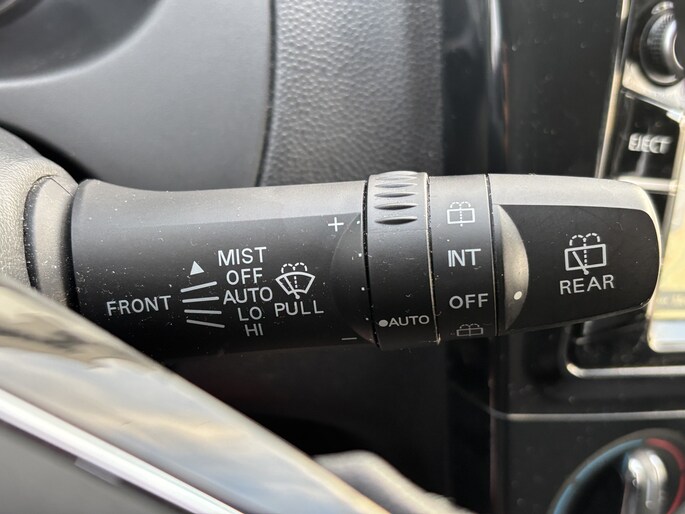 EJECT
FRONT
MIST
OFF
AUTO
LO
HI
PULL
+
−
●AUTO
INT
OFF
REAR